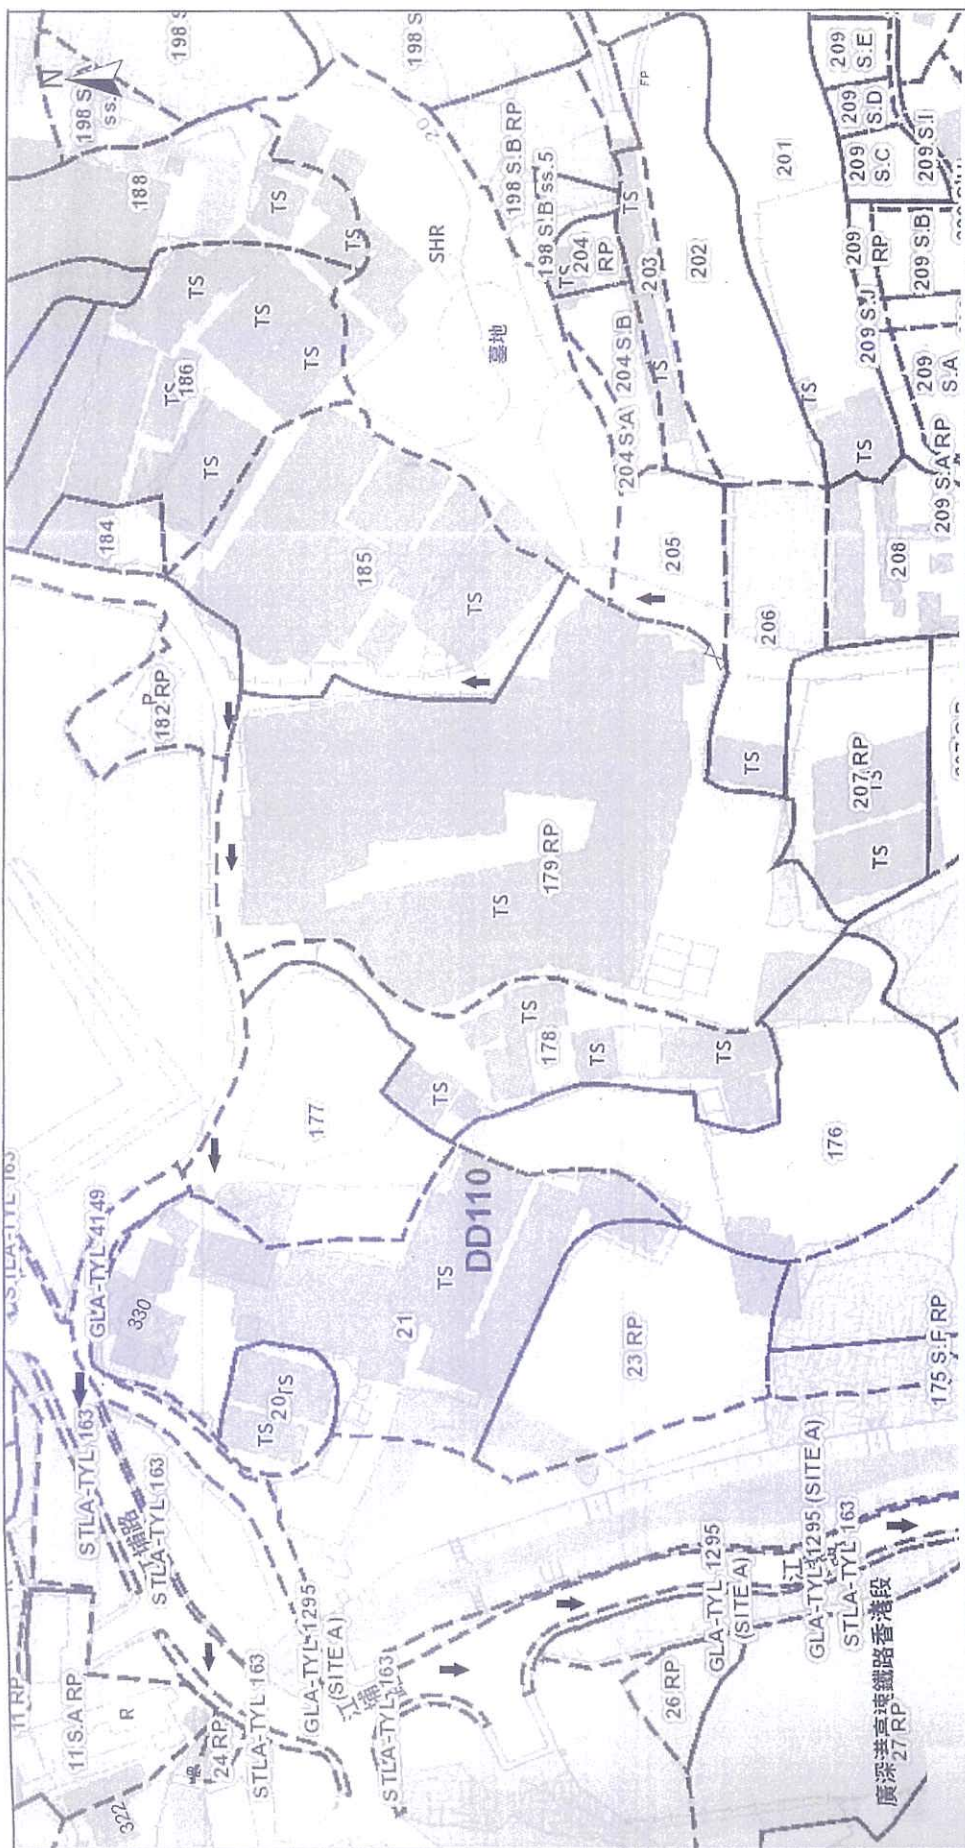 N
198 S
198 S
ss.
188
198 S
TS
TS
TS
TS
TS
186
TS
TS
184
SHR
20
198 S.B RP
198 S.B ss.5
TS
204
RP
TS
FP
203
202
201
墓地
204 S.B
TS
204 S.A
TS
TS
209
S.E
209
S.D
209
S.C
209 S.I
209
RP
209 S.B
209 S.J
209
S.A
209 S.A RP
208
205
206
185
TS
P
182 RP
TS
207 RP
TS
TS
179 RP
TS
TS
178
TS
TS
TS
177
176
DD110
TS
21
GLA-TYL 4149
330
TS
20
TS
23 RP
175 S.F RP
STLA-TYL 163
STLA-TYL 163
11 RP
11 S.A RP
R
24 RP
322
STLA-TYL 163
GLA-TYL 1295
(SITE A)
STLA-TYL 163
江
GLA-TYL 1295
(SITE A)
江
GLA-TYL 1295 (SITE A)
STLA-TYL 163
26 RP
廣深港高速鐵路香港段
27 RP